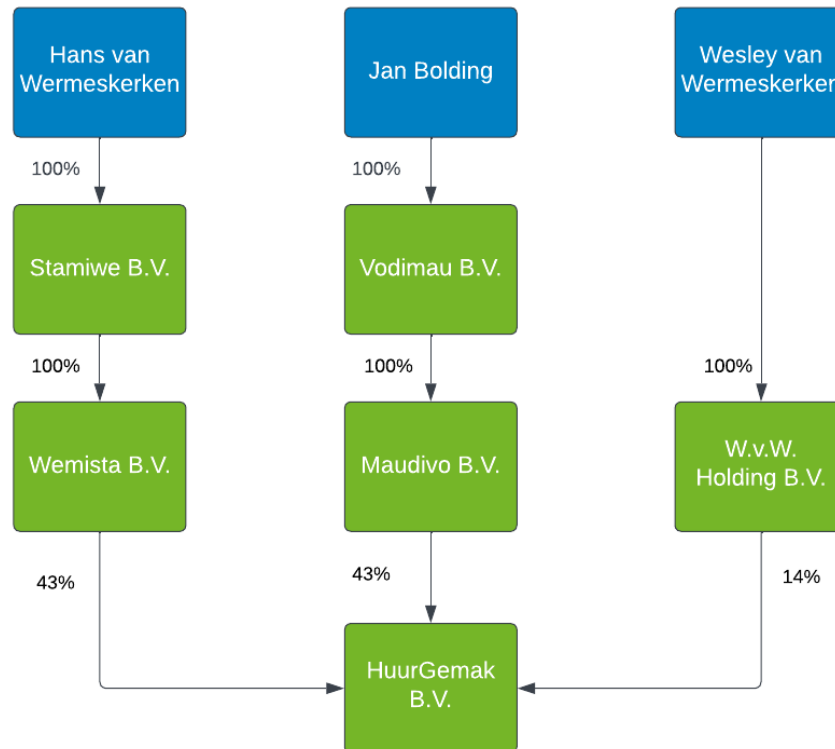 Hans van
Wermeskerken
Jan Bolding
Wesley van
Wermeskerken
100%
100%
Stamiwe B.V.
Vodimau B.V.
100%
100%
100%
Wemista B.V.
Maudivo B.V.
W.v.W.
Holding B.V.
43%
43%
14%
HuurGemak
B.V.